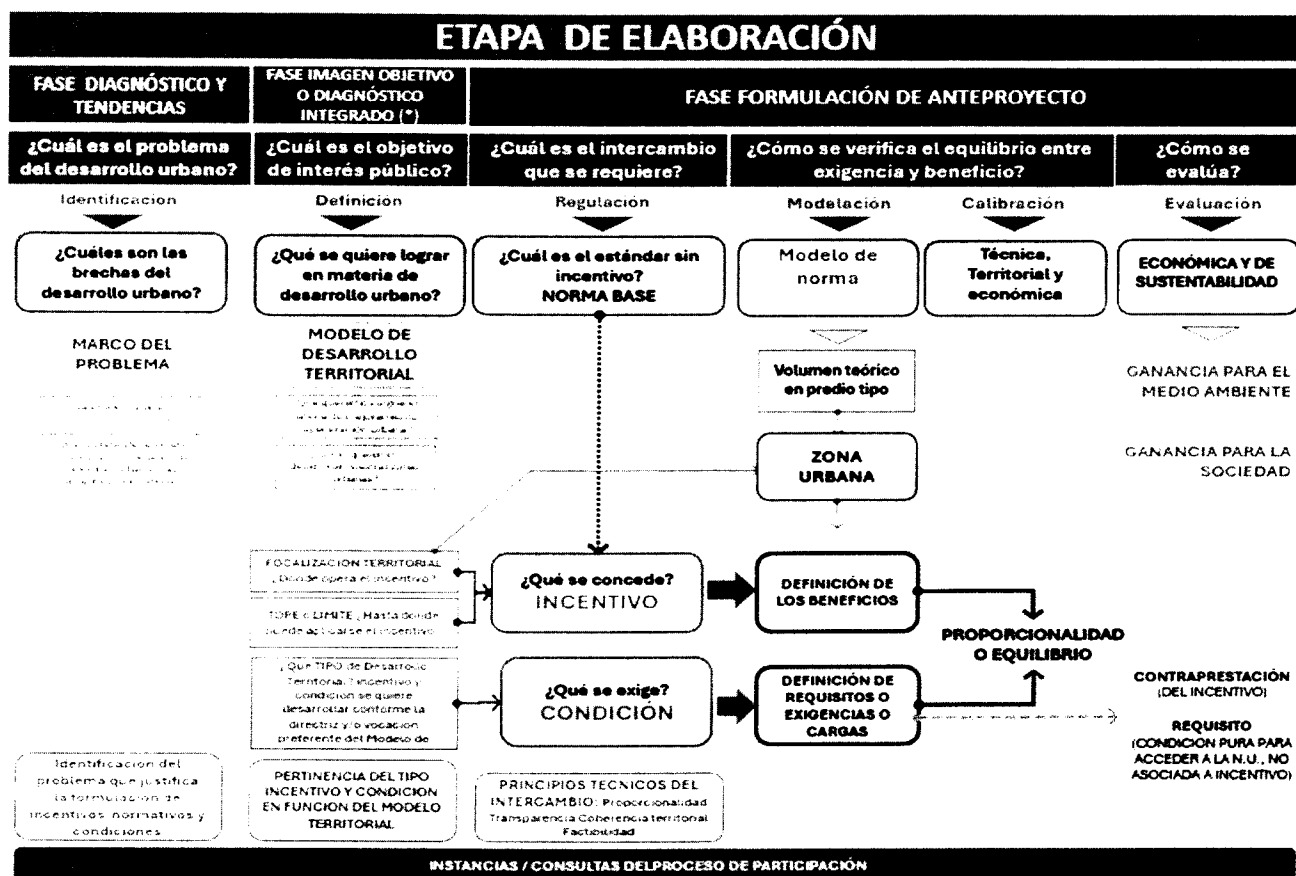 ETAPA DE ELABORACIÓN
FASE DIAGNÓSTICO Y
TENDENCIAS
FASE IMAGEN OBJETIVO
O DIAGNÓSTICO
INTEGRADO (*)
FASE FORMULACIÓN DE ANTEPROYECTO
¿Cuál es el problema
del desarrollo urbano?
¿Cuál es el objetivo
de interés público?
¿Cuál es el intercambio
que se requiere?
¿Cómo se verifica el equilibrio entre
exigencia y beneficio?
¿Cómo se
evalúa?
Identificacion
Definición
Regulación
Modelación
Calibración
Evaluación
¿Cuáles son las
brechas del
desarrollo urbano?
¿Qué se quiere lograr
en materia de
desarrollo urbano?
¿Cuál es el estándar sin
incentivo?
NORMA BASE
Modelo de
norma
Técnica,
Territorial y
económica
ECONÓMICA Y DE
SUSTENTABILIDAD
MARCO DEL
PROBLEMA
MODELO DE
DESARROLLO
TERRITORIAL
Volumen teórico
en predio tipo
GANANCIA PARA EL
MEDIO AMBIENTE
ZONA
URBANA
GANANCIA PARA LA
SOCIEDAD
FOCALIZACIÓN TERRITORIAL
¿Dónde opera el incentivo?
TOPE o LIMITE ¿Hasta donde
puede aplicarse el incentivo
¿Qué se concede?
INCENTIVO
DEFINICIÓN DE
LOS BENEFICIOS
PROPORCIONALIDAD
O EQUILIBRIO
¿Que TIPO de Desarrollo
Territorial? incentivo y
condición se quiere
desarrollar conforme la
directriz y/o vocación
preferente del Modelo de
¿Qué se exige?
CONDICIÓN
DEFINICIÓN DE
REQUISITOS O
EXIGENCIAS O
CARGAS
CONTRAPRESTACIÓN
(DEL INCENTIVO)
REQUISITO
(CONDICION PURA PARA
ACCEDER A LA N.U., NO
ASOCIADA A INCENTIVO)
Identificación del
problema que justifica
la formulación de
incentivos normativos y
condiciones
PERTINENCIA DEL TIPO
INCENTIVO Y CONDICION
EN FUNCION DEL MODELO
TERRITORIAL
PRINCIPIOS TECNICOS DEL
INTERCAMBIO: Proporcionalidad
Transparencia Coherencia territorial
Factibilidad
INSTANCIAS / CONSULTAS DELPROCESO DE PARTICIPACIÓN